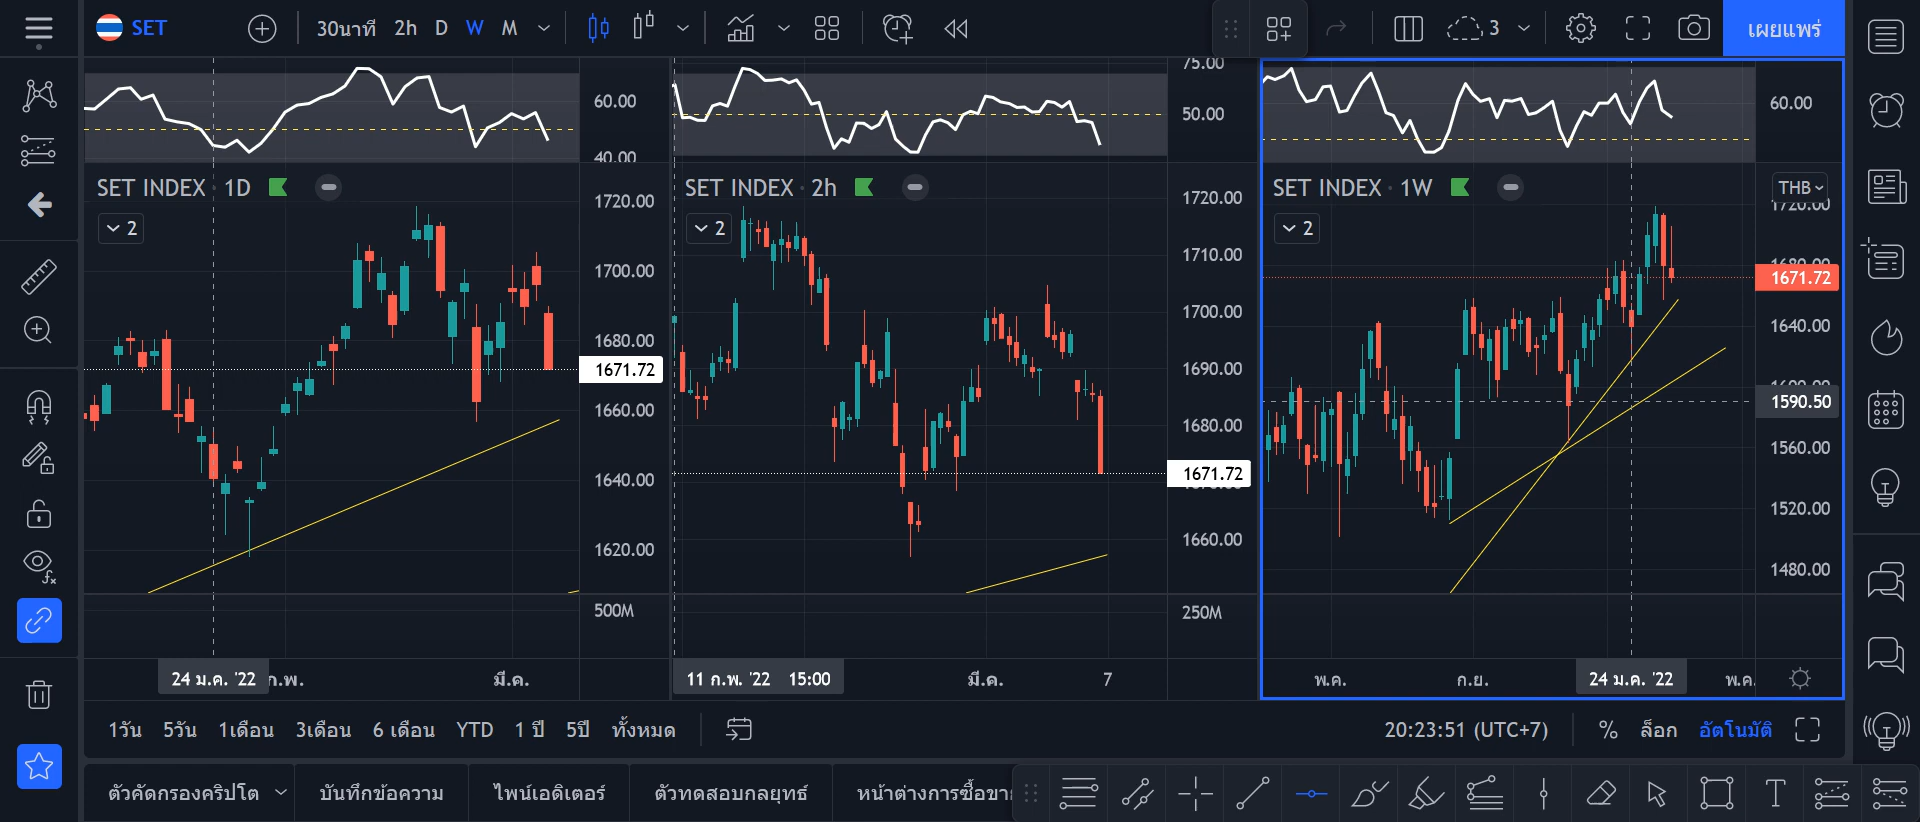 SET
30นาที 2h D W M
3
เผยแพร่
60.00
40.00
SET INDEX · 1D
2
1720.00
1700.00
1680.00
1671.72
1660.00
1640.00
1620.00
500M
24 ม.ค. '22
ก.พ.
มี.ค.
75.00
50.00
SET INDEX · 2h
2
1720.00
1710.00
1700.00
1690.00
1680.00
1671.72
1660.00
250M
11 ก.พ. '22 15:00
มี.ค.
7
60.00
SET INDEX · 1W
THB
2
1720.00
1680.00
1671.72
1640.00
1600.00
1590.50
1560.00
1520.00
1480.00
พ.ค.
ก.ย.
24 ม.ค. '22
พ.ค.
fx
1วัน 5วัน 1เดือน 3เดือน 6 เดือน YTD 1 ปี 5ปี ทั้งหมด
20:23:51 (UTC+7) % ล็อก อัตโนมัติ
ตัวคัดกรองคริปโต บันทึกข้อความ ไพน์เอดิเตอร์ ตัวทดสอบกลยุทธ์ หน้าต่างการซื้อขาย
T